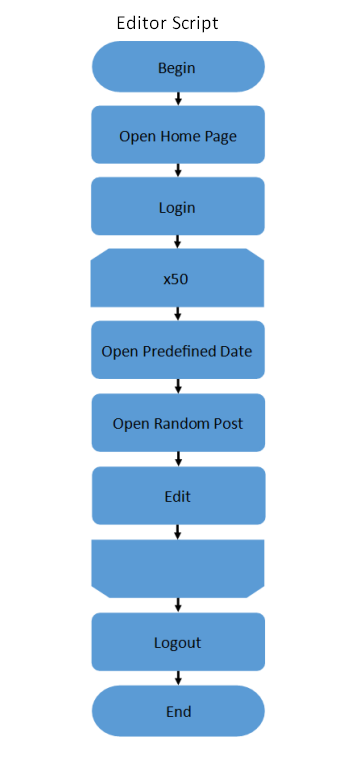 Editor Script
Begin
Open Home Page
Login
x50
Open Predefined Date
Open Random Post
Edit
Logout
End